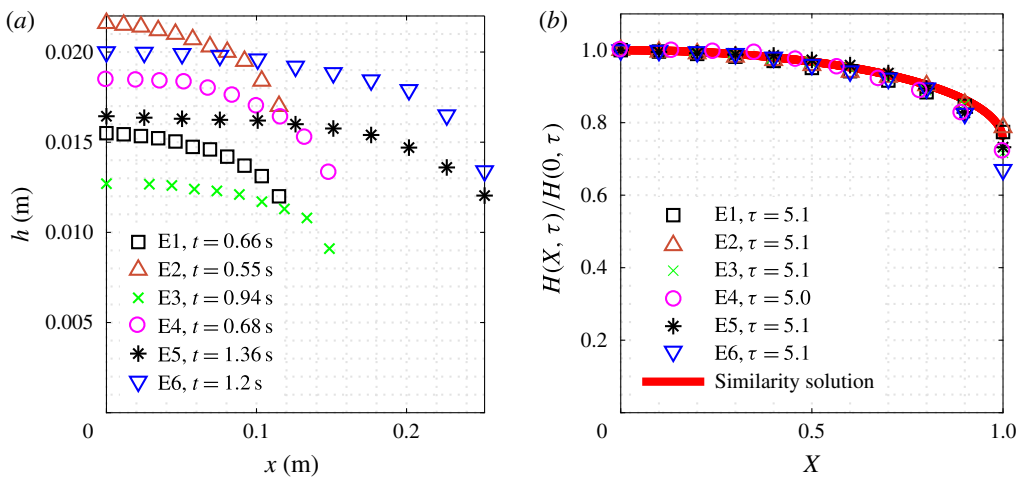 (a)
0.020
0.015
0.010
0.005
h (m)
E1, t = 0.66 s
E2, t = 0.55 s
E3, t = 0.94 s
E4, t = 0.68 s
E5, t = 1.36 s
E6, t = 1.2 s
0
0.1
0.2
x (m)
(b)
1.0
0.8
0.6
0.4
0.2
H(X, τ)/H(0, τ)
E1, τ = 5.1
E2, τ = 5.1
E3, τ = 5.1
E4, τ = 5.0
E5, τ = 5.1
E6, τ = 5.1
Similarity solution
0
0.5
1.0
X